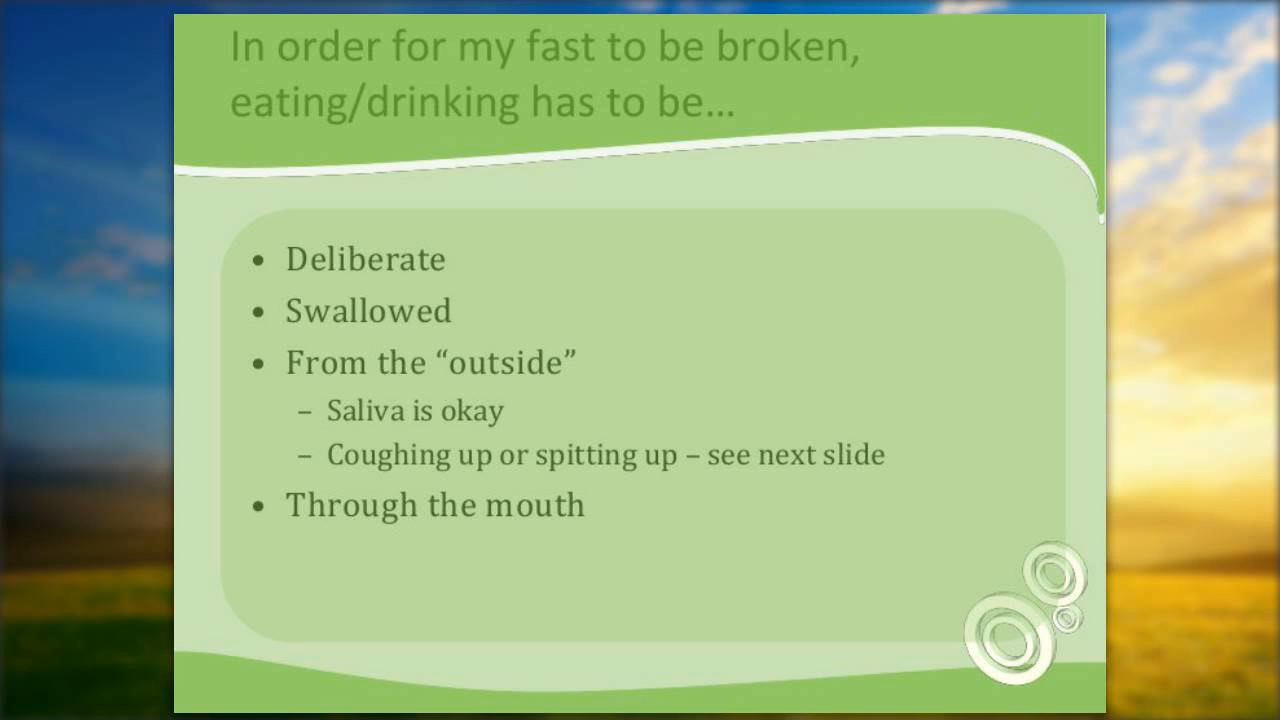 In order for my fast to be broken,
eating/drinking has to be…
• Deliberate
• Swallowed
• From the “outside”
– Saliva is okay
– Coughing up or spitting up – see next slide
• Through the mouth